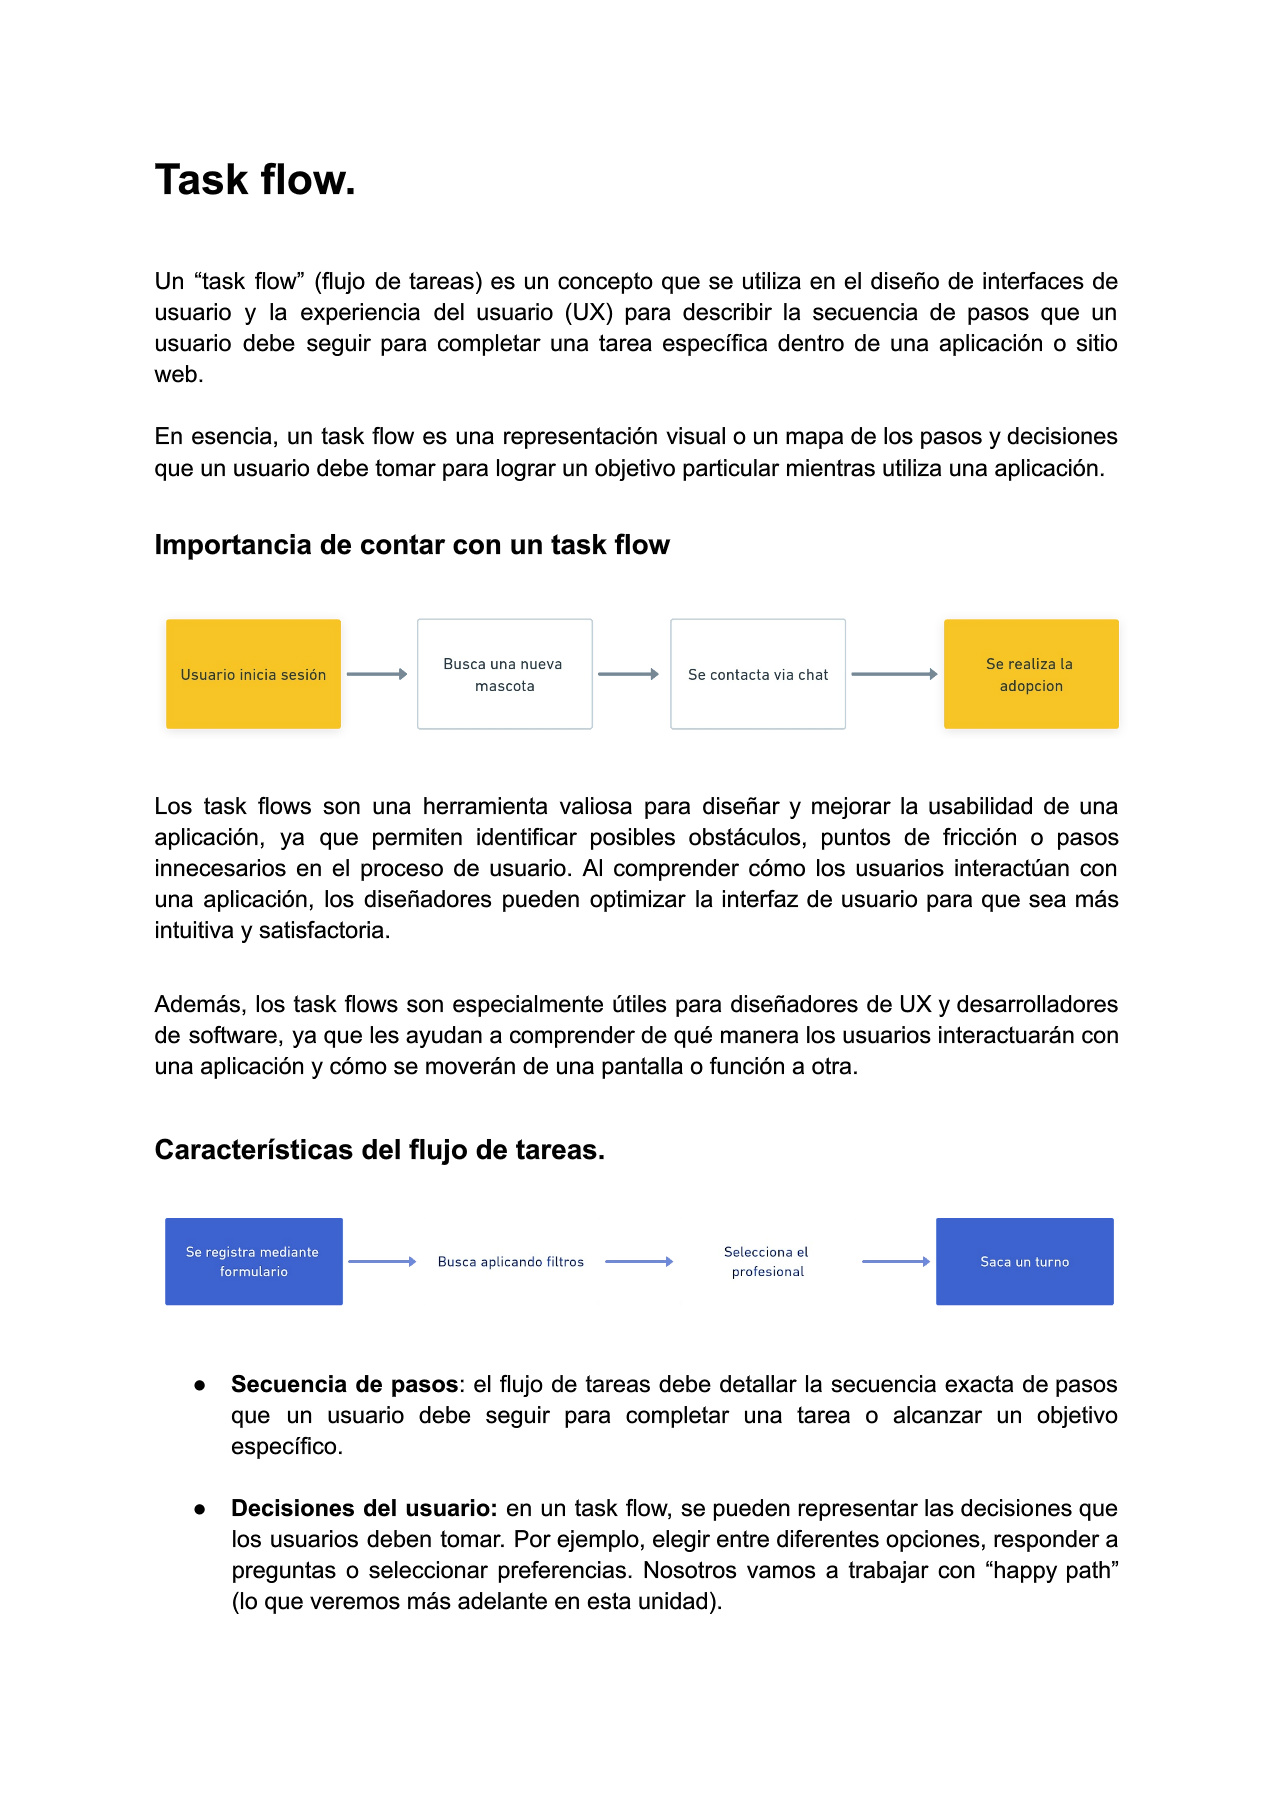 Task flow.
Un “task flow” (flujo de tareas) es un concepto que se utiliza en el diseño de interfaces de
usuario y la experiencia del usuario (UX) para describir la secuencia de pasos que un
usuario debe seguir para completar una tarea específica dentro de una aplicación o sitio
web.
En esencia, un task flow es una representación visual o un mapa de los pasos y decisiones
que un usuario debe tomar para lograr un objetivo particular mientras utiliza una aplicación.
Importancia de contar con un task flow
Usuario inicia sesión
Busca una nueva
mascota
Se contacta via chat
Se realiza la
adopcion
Los task flows son una herramienta valiosa para diseñar y mejorar la usabilidad de una
aplicación, ya que permiten identificar posibles obstáculos, puntos de fricción o pasos
innecesarios en el proceso de usuario. Al comprender cómo los usuarios interactúan con
una aplicación, los diseñadores pueden optimizar la interfaz de usuario para que sea más
intuitiva y satisfactoria.
Además, los task flows son especialmente útiles para diseñadores de UX y desarrolladores
de software, ya que les ayudan a comprender de qué manera los usuarios interactuarán con
una aplicación y cómo se moverán de una pantalla o función a otra.
Características del flujo de tareas.
Se registra mediante
formulario
Busca aplicando filtros
Selecciona el
profesional
Saca un turno
● Secuencia de pasos: el flujo de tareas debe detallar la secuencia exacta de pasos
que un usuario debe seguir para completar una tarea o alcanzar un objetivo
específico.
● Decisiones del usuario: en un task flow, se pueden representar las decisiones que
los usuarios deben tomar. Por ejemplo, elegir entre diferentes opciones, responder a
preguntas o seleccionar preferencias. Nosotros vamos a trabajar con “happy path”
(lo que veremos más adelante en esta unidad).